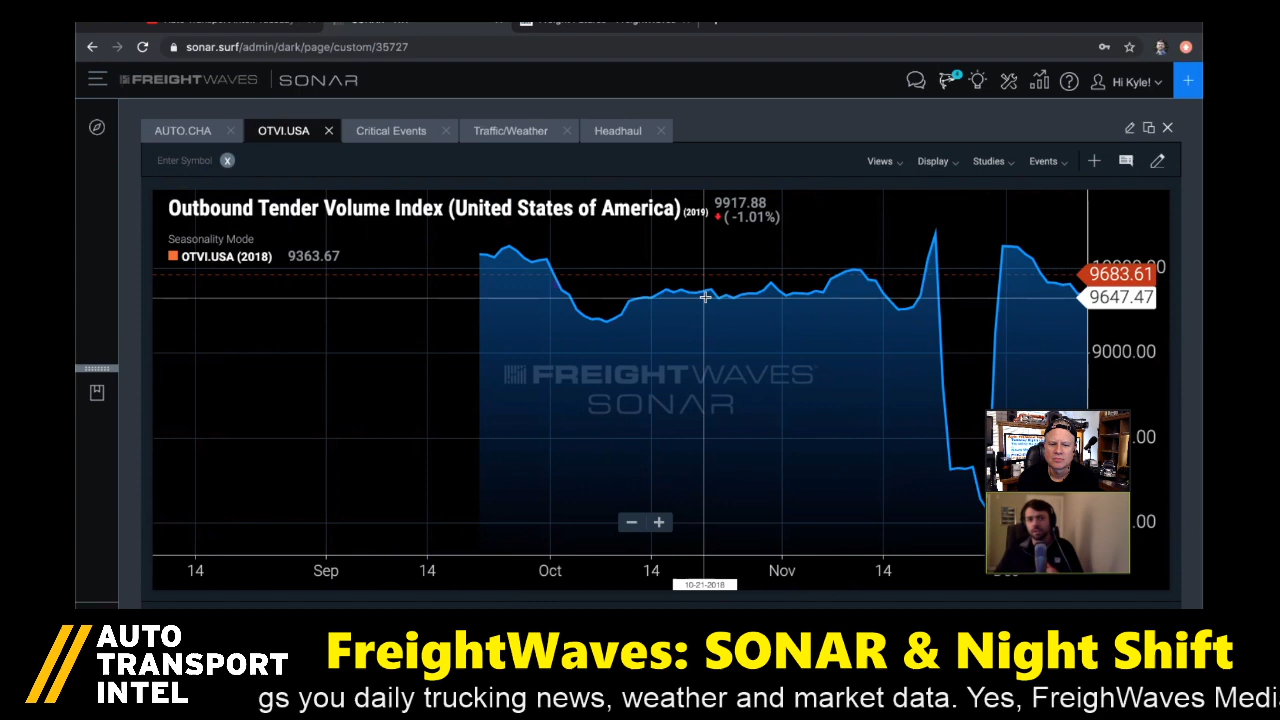 sonar.surf/admin/dark/page/custom/35727
FREIGHTWAVES SONAR
Hi Kyle!
AUTO.CHA
OTVI.USA
Critical Events
Traffic/Weather
Headhaul
Enter Symbol X
Views
Display
Studies
Events
Outbound Tender Volume Index (United States of America) (2019)
9917.88
(-1.01%)
Seasonality Mode
OTVI.USA (2018) 9363.67
9683.61
9647.47
9000.00
FREIGHTWAVES
SONAR
14
Sep
14
Oct
14
Nov
14
10-21-2018
AUTO
TRANSPORT
INTEL
FreightWaves: SONAR & Night Shift
gs you daily trucking news, weather and market data. Yes, FreighWaves Medi